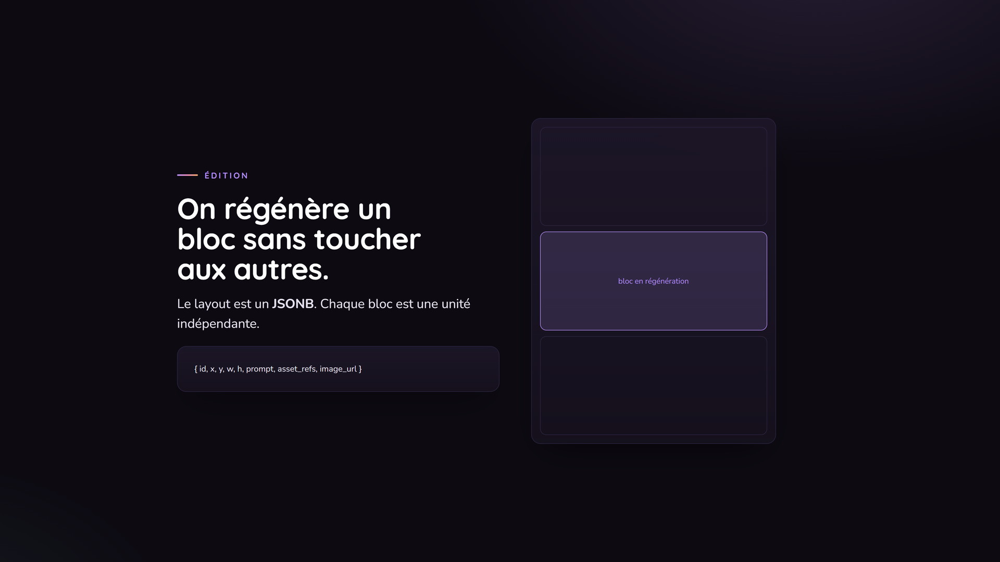 ÉDITION
On régénère un
bloc sans toucher
aux autres.
Le layout est un JSONB. Chaque bloc est une unité
indépendante.
{ id, x, y, w, h, prompt, asset_refs, image_url }
bloc en régénération